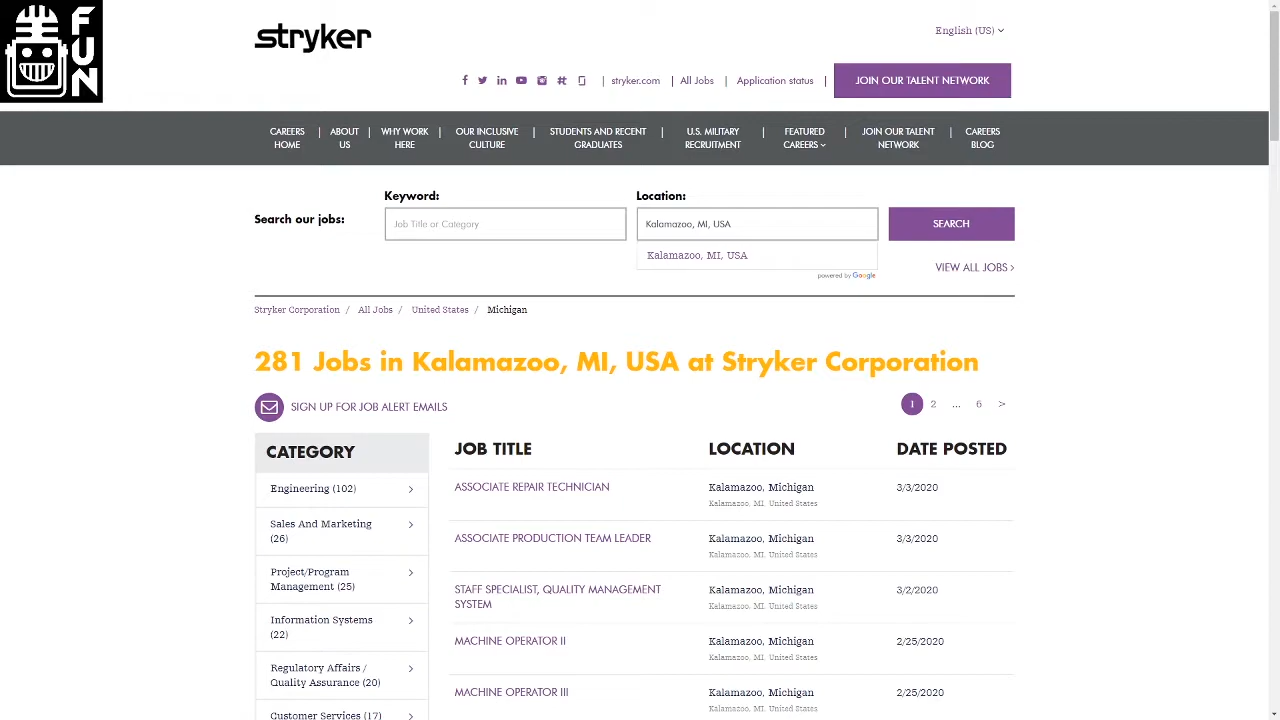 FUN
stryker
English (US)
stryker.com | All Jobs | Application status |
JOIN OUR TALENT NETWORK
CAREERS HOME | ABOUT US | WHY WORK HERE | OUR INCLUSIVE CULTURE | STUDENTS AND RECENT GRADUATES | U.S. MILITARY RECRUITMENT | FEATURED CAREERS | JOIN OUR TALENT NETWORK | CAREERS BLOG
Search our jobs:
Keyword:
Job Title or Category
Location:
Kalamazoo, MI, USA
Kalamazoo, MI, USA
powered by Google
SEARCH
VIEW ALL JOBS >
Stryker Corporation / All Jobs / United States / Michigan
281 Jobs in Kalamazoo, MI, USA at Stryker Corporation
SIGN UP FOR JOB ALERT EMAILS
1 2 ... 6 >
CATEGORY
Engineering (102)
Sales And Marketing
(26)
Project/Program
Management (25)
Information Systems
(22)
Regulatory Affairs /
Quality Assurance (20)
Customer Services (17)
JOB TITLE LOCATION DATE POSTED
ASSOCIATE REPAIR TECHNICIAN Kalamazoo, Michigan 3/3/2020
Kalamazoo, MI, United States
ASSOCIATE PRODUCTION TEAM LEADER Kalamazoo, Michigan 3/3/2020
Kalamazoo, MI, United States
STAFF SPECIALIST, QUALITY MANAGEMENT Kalamazoo, Michigan 3/2/2020
SYSTEM Kalamazoo, MI, United States
MACHINE OPERATOR II Kalamazoo, Michigan 2/25/2020
Kalamazoo, MI, United States
MACHINE OPERATOR III Kalamazoo, Michigan 2/25/2020
Kalamazoo, MI, United States